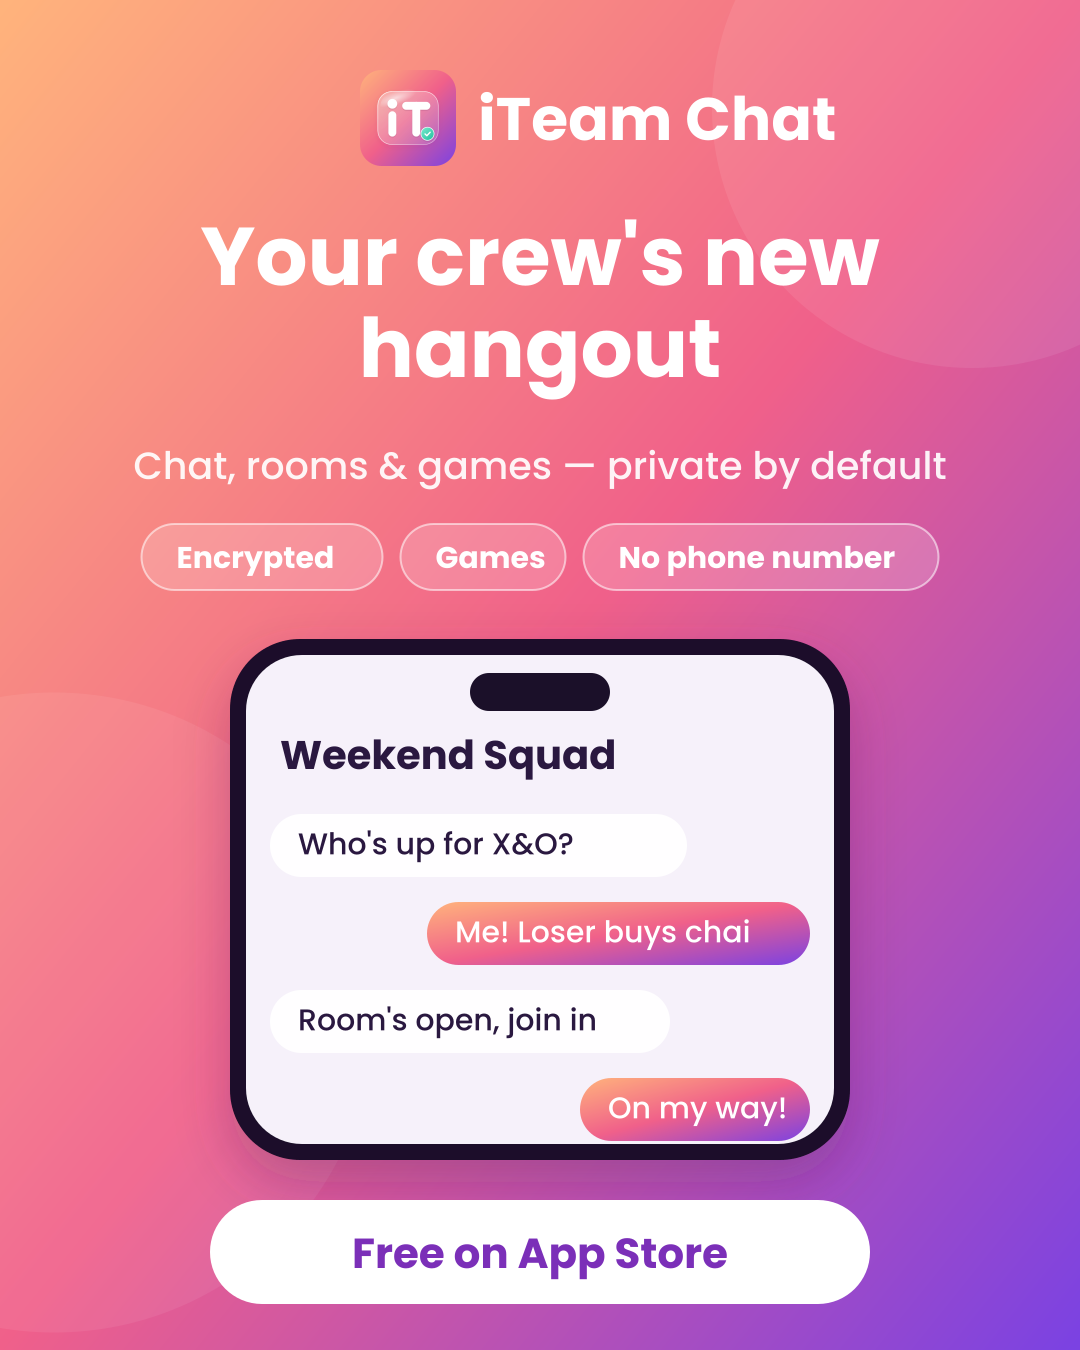 iT
iTeam Chat
Your crew's new
hangout
Chat, rooms & games — private by default
Encrypted
Games
No phone number
Weekend Squad
Who's up for X&O?
Me! Loser buys chai
Room's open, join in
On my way!
Free on App Store